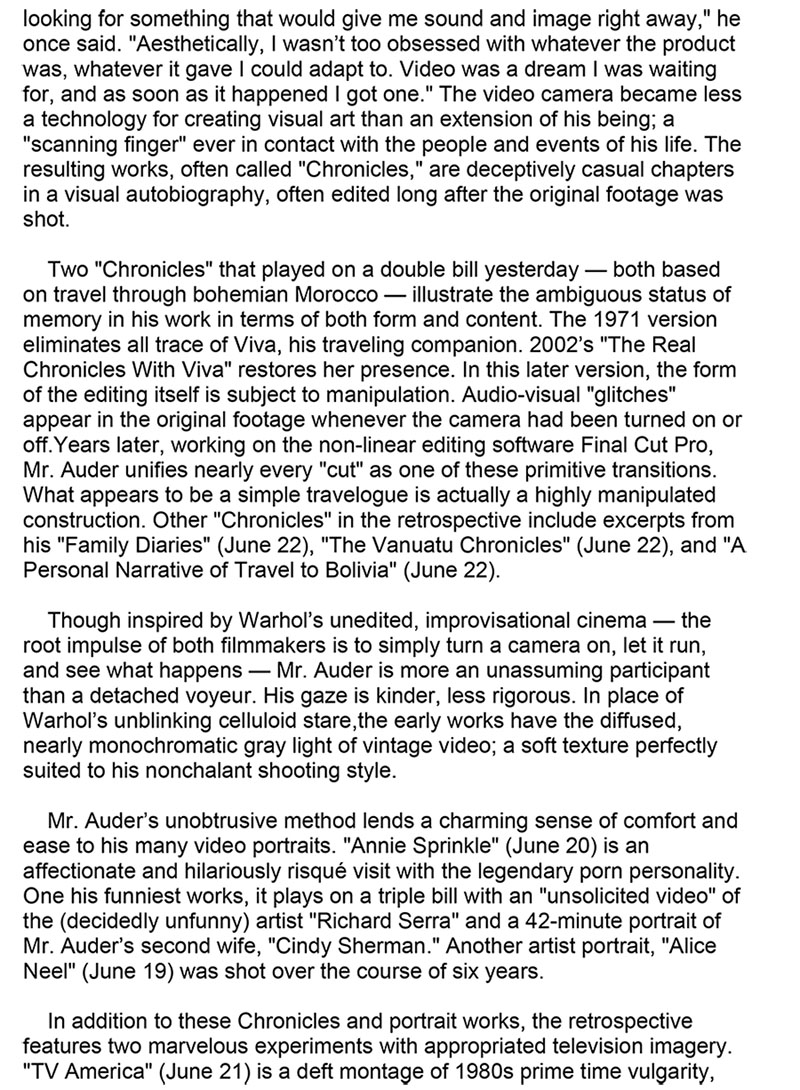 looking for something that would give me sound and image right away," he
once said. "Aesthetically, I wasn't too obsessed with whatever the product
was, whatever it gave I could adapt to. Video was a dream I was waiting
for, and as soon as it happened I got one." The video camera became less
a technology for creating visual art than an extension of his being; a
"scanning finger" ever in contact with the people and events of his life. The
resulting works, often called "Chronicles," are deceptively casual chapters
in a visual autobiography, often edited long after the original footage was
shot.
Two "Chronicles" that played on a double bill yesterday — both based
on travel through bohemian Morocco — illustrate the ambiguous status of
memory in his work in terms of both form and content. The 1971 version
eliminates all trace of Viva, his traveling companion. 2002's "The Real
Chronicles With Viva" restores her presence. In this later version, the form
of the editing itself is subject to manipulation. Audio-visual "glitches"
appear in the original footage whenever the camera had been turned on or
off.Years later, working on the non-linear editing software Final Cut Pro,
Mr. Auder unifies nearly every "cut" as one of these primitive transitions.
What appears to be a simple travelogue is actually a highly manipulated
construction. Other "Chronicles" in the retrospective include excerpts from
his "Family Diaries" (June 22), "The Vanuatu Chronicles" (June 22), and "A
Personal Narrative of Travel to Bolivia" (June 22).
Though inspired by Warhol's unedited, improvisational cinema — the
root impulse of both filmmakers is to simply turn a camera on, let it run,
and see what happens — Mr. Auder is more an unassuming participant
than a detached voyeur. His gaze is kinder, less rigorous. In place of
Warhol's unblinking celluloid stare,the early works have the diffused,
nearly monochromatic gray light of vintage video; a soft texture perfectly
suited to his nonchalant shooting style.
Mr. Auder's unobtrusive method lends a charming sense of comfort and
ease to his many video portraits. "Annie Sprinkle" (June 20) is an
affectionate and hilariously risqué visit with the legendary porn personality.
One his funniest works, it plays on a triple bill with an "unsolicited video" of
the (decidedly unfunny) artist "Richard Serra" and a 42-minute portrait of
Mr. Auder's second wife, "Cindy Sherman." Another artist portrait, "Alice
Neel" (June 19) was shot over the course of six years.
In addition to these Chronicles and portrait works, the retrospective
features two marvelous experiments with appropriated television imagery.
"TV America" (June 21) is a deft montage of 1980s prime time vulgarity,